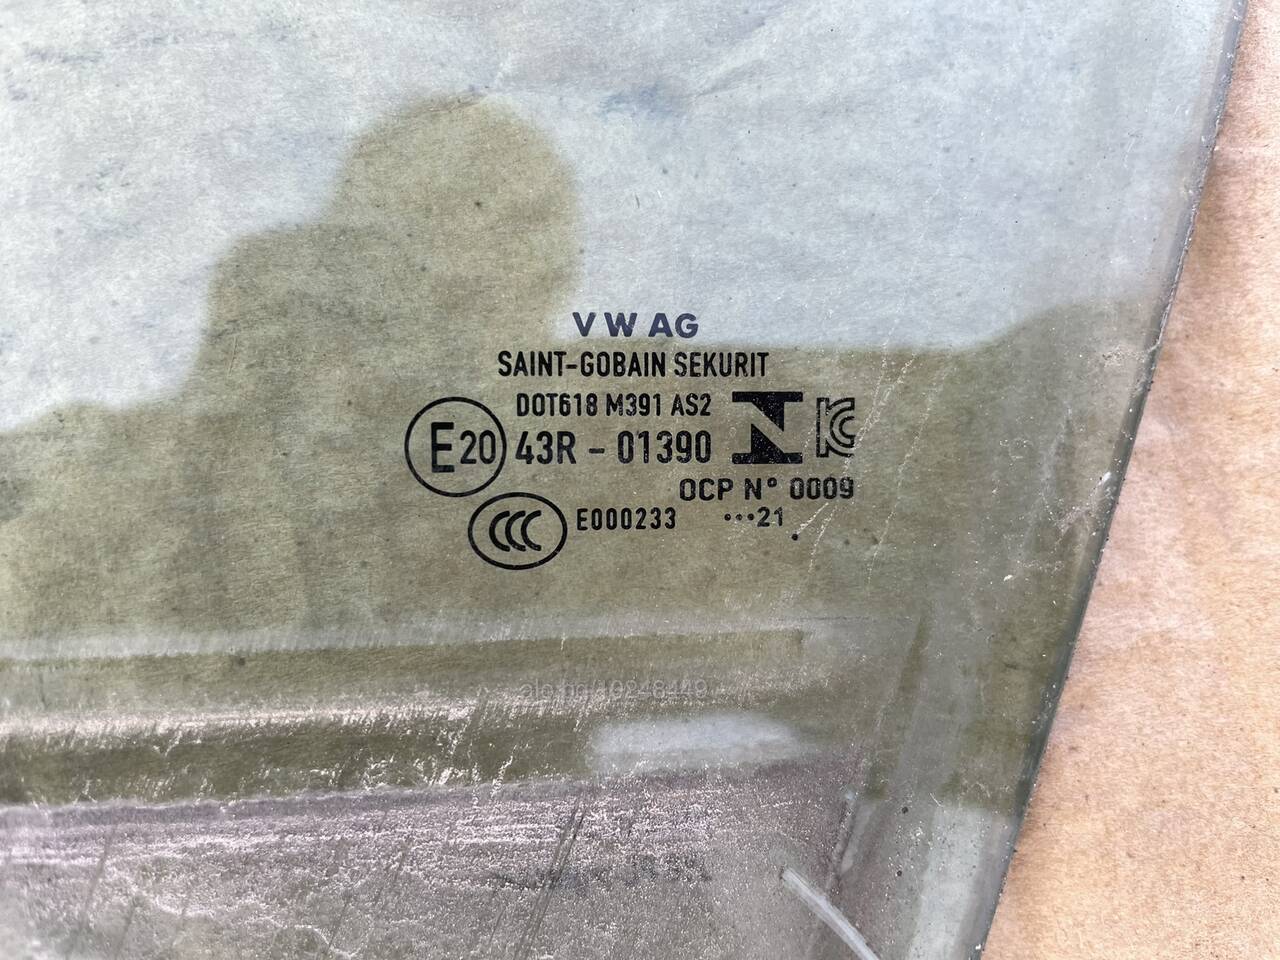 VW AG
SAINT-GOBAIN SEKURIT
DOT618 M391 AS2
E20 43R - 01390
OCP N° 0009
CCC E000233 ···21